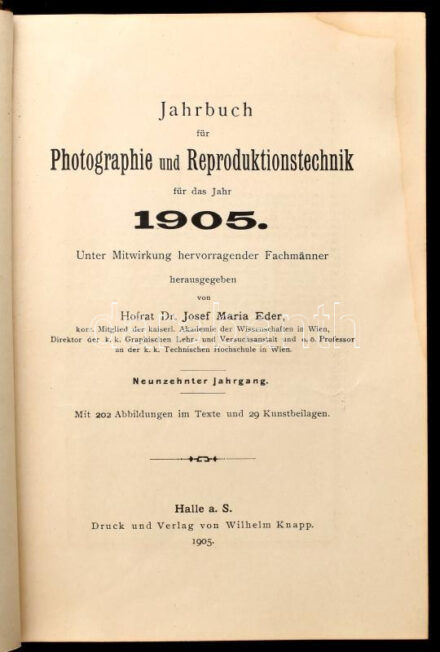 Jahrbuch
für
Photographie und Reproduktionstechnik
für das Jahr
1905.
Unter Mitwirkung hervorragender Fachmänner
herausgegeben
von
Hofrat Dr. Josef Maria Eder,
korr. Mitglied der kaiserl. Akademie der Wissenschaften in Wien,
Direktor der k. k. Graphischen Lehr- und Versuchsanstalt und o. ö. Professor
an der k. k. Technischen Hochschule in Wien.
Neunzehnter Jahrgang.
Mit 202 Abbildungen im Texte und 29 Kunstbeilagen.
Halle a. S.
Druck und Verlag von Wilhelm Knapp.
1905.